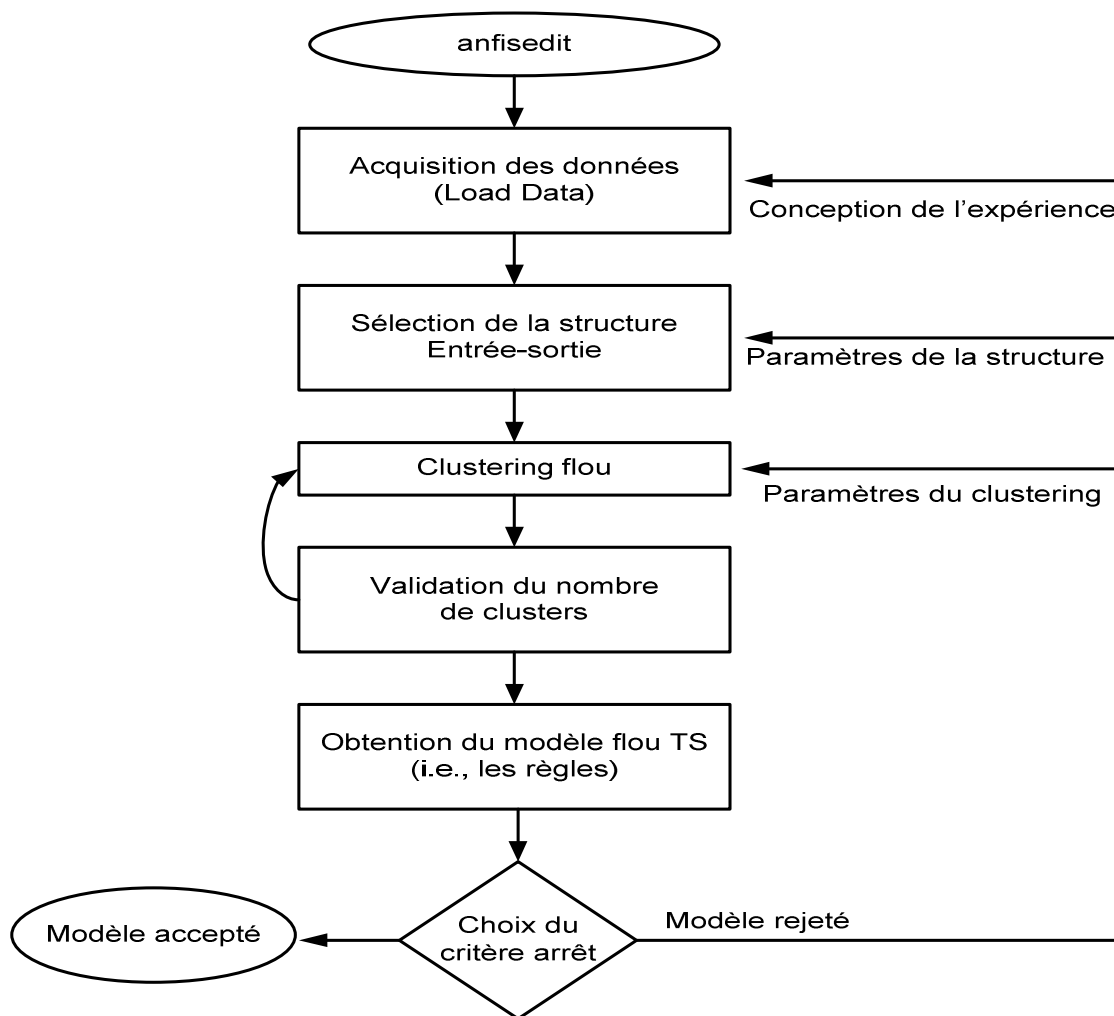 anfisedit
Acquisition des données
(Load Data)
Conception de l'expérience
Sélection de la structure
Entrée-sortie
Paramètres de la structure
Clustering flou
Paramètres du clustering
Validation du nombre
de clusters
Obtention du modèle flou TS
(i.e., les règles)
Choix du
critère arrêt
Modèle rejeté
Modèle accepté